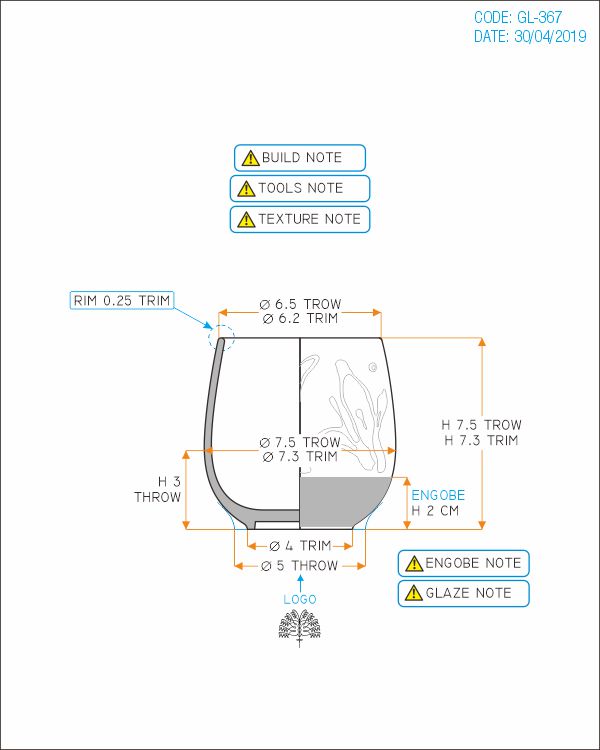 CODE: GL-367
DATE: 30/04/2019
BUILD NOTE
TOOLS NOTE
TEXTURE NOTE
RIM 0.25 TRIM
Ø 6.5 TROW
Ø 6.2 TRIM
H 7.5 TROW
H 7.3 TRIM
Ø 7.5 TROW
Ø 7.3 TRIM
H 3
THROW
ENGOBE
H 2 CM
Ø 4 TRIM
Ø 5 THROW
ENGOBE NOTE
GLAZE NOTE
LOGO